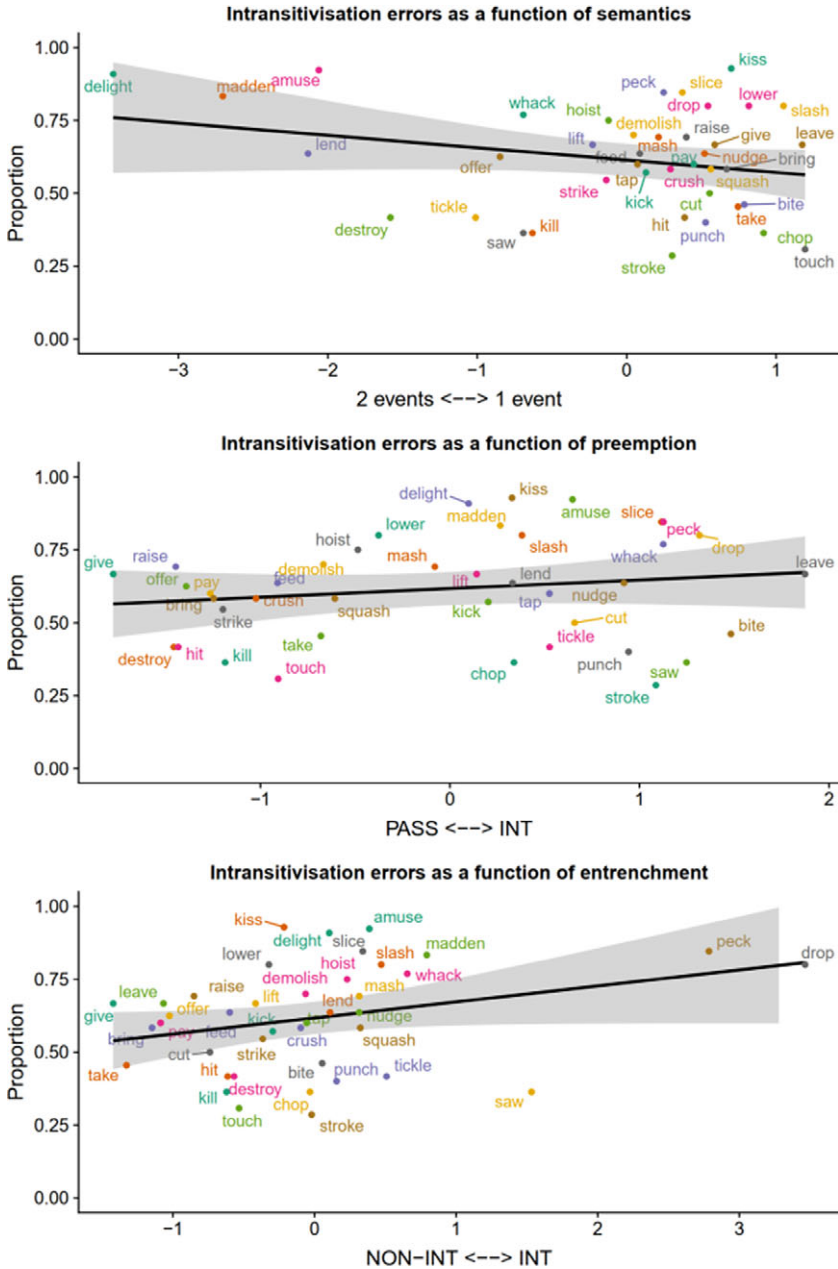 Intransitivisation errors as a function of semantics
1.00
kiss
delight
madden
amuse
peck
slice
drop
lower
slash
whack
hoist
demolish
raise
0.75
lend
lift
mash
give
leave
offer
feed
pay
nudge
bring
tap
crush
squash
0.50
strike
kick
cut
bite
tickle
take
destroy
saw
kill
hit
punch
chop
0.25
stroke
touch
0.00
Proportion
−3 −2 −1 0 1
2 events <−−> 1 event
Intransitivisation errors as a function of preemption
1.00
delight
kiss
madden
amuse
slice
peck
lower
drop
hoist
slash
whack
0.75
raise
give
demolish
mash
leave
offer
pay
feed
lift
lend
bring
crush
squash
tap
nudge
strike
kick
0.50
cut
take
tickle
bite
destroy
hit
kill
touch
chop
punch
saw
0.25
stroke
0.00
Proportion
−1 0 1 2
PASS <−−> INT
Intransitivisation errors as a function of entrenchment
1.00
kiss
amuse
delight
slice
madden
peck
lower
hoist
slash
drop
demolish
whack
0.75
leave
raise
lift
mash
give
offer
lend
bring
pay
feed
kick
tap
nudge
crush
squash
0.50
cut
strike
take
hit
bite
punch
tickle
destroy
kill
chop
saw
0.25
touch
stroke
0.00
Proportion
−1 0 1 2 3
NON−INT <−−> INT